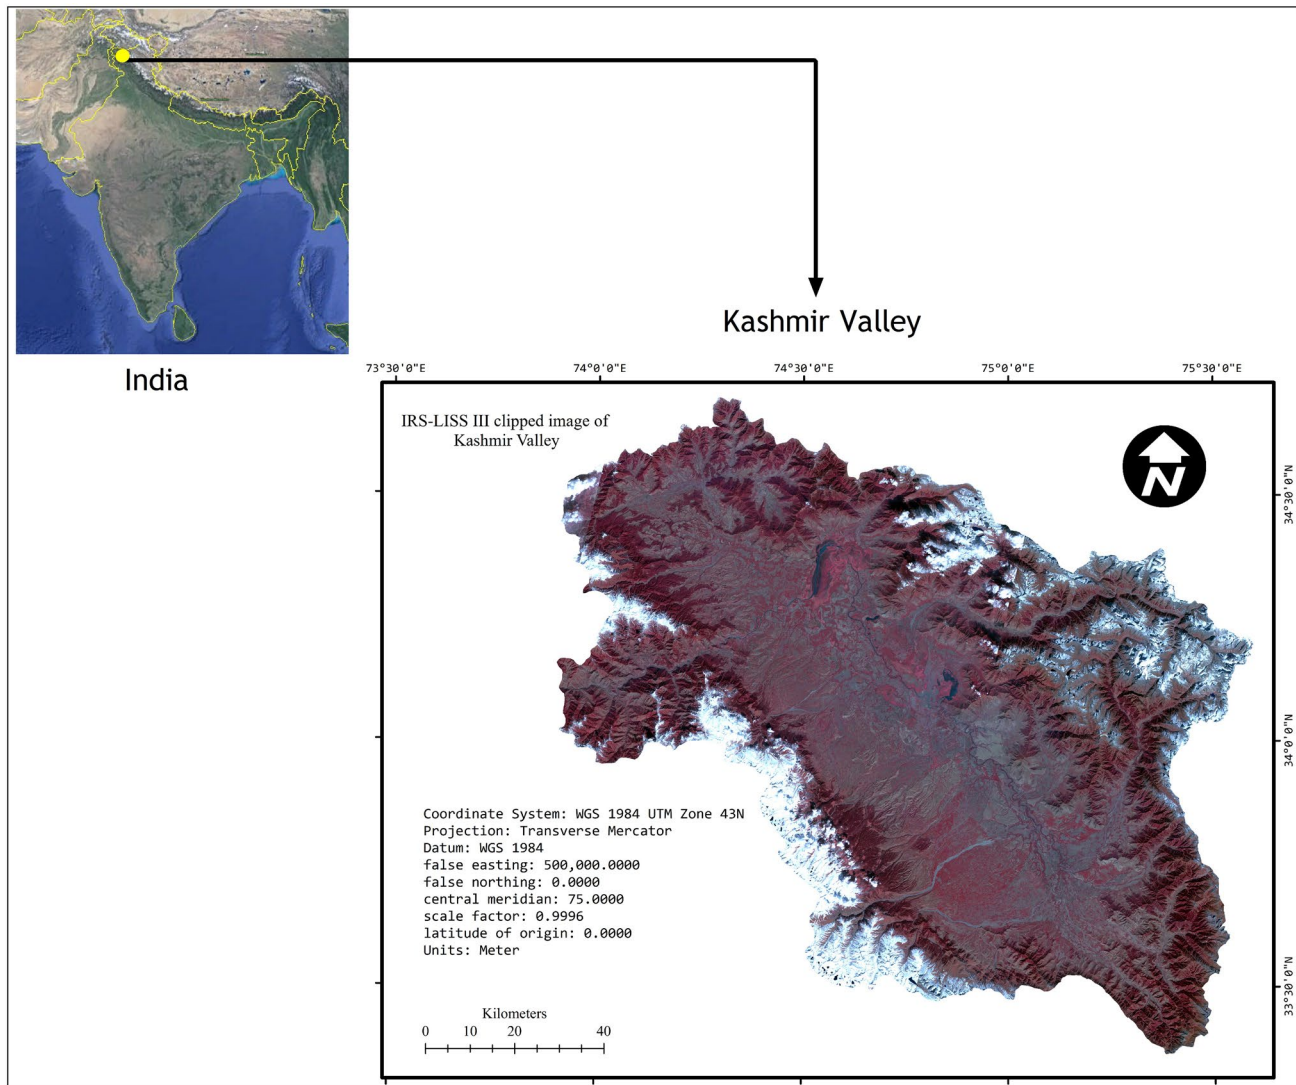 India
Kashmir Valley
73°30'0"E
74°0'0"E
74°30'0"E
75°0'0"E
75°30'0"E
IRS-LISS III clipped image of
Kashmir Valley
N
34°30'0"N
34°0'0"N
33°30'0"N
Coordinate System: WGS 1984 UTM Zone 43N
Projection: Transverse Mercator
Datum: WGS 1984
false easting: 500,000.0000
false northing: 0.0000
central meridian: 75.0000
scale factor: 0.9996
latitude of origin: 0.0000
Units: Meter
Kilometers
0 10 20 40